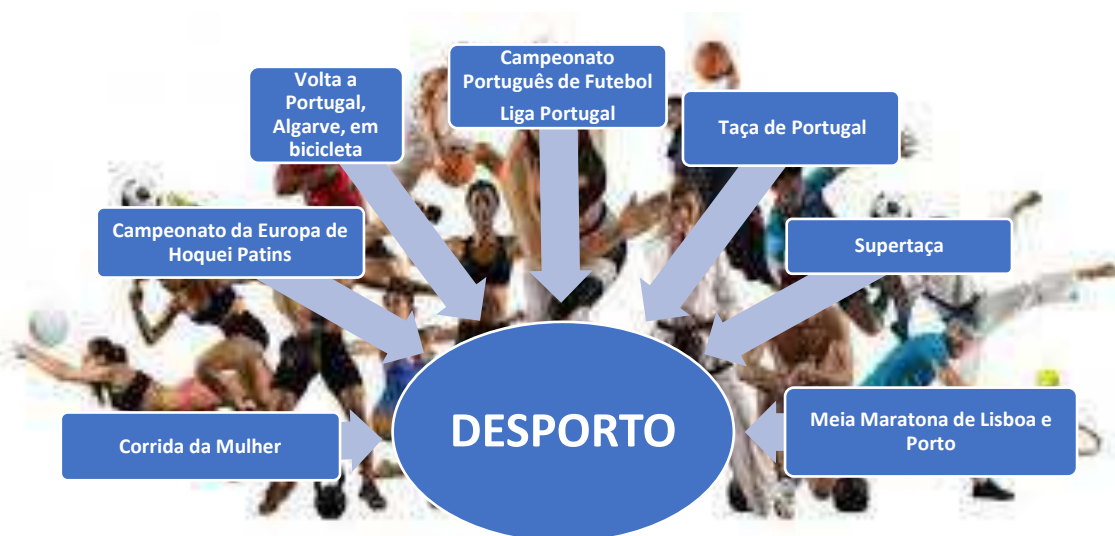 Campeonato
Português de Futebol
Liga Portugal
Volta a
Portugal,
Algarve, em
bicicleta
Taça de Portugal
Campeonato da Europa de
Hoquei Patins
Supertaça
Corrida da Mulher
DESPORTO
Meia Maratona de Lisboa e
Porto